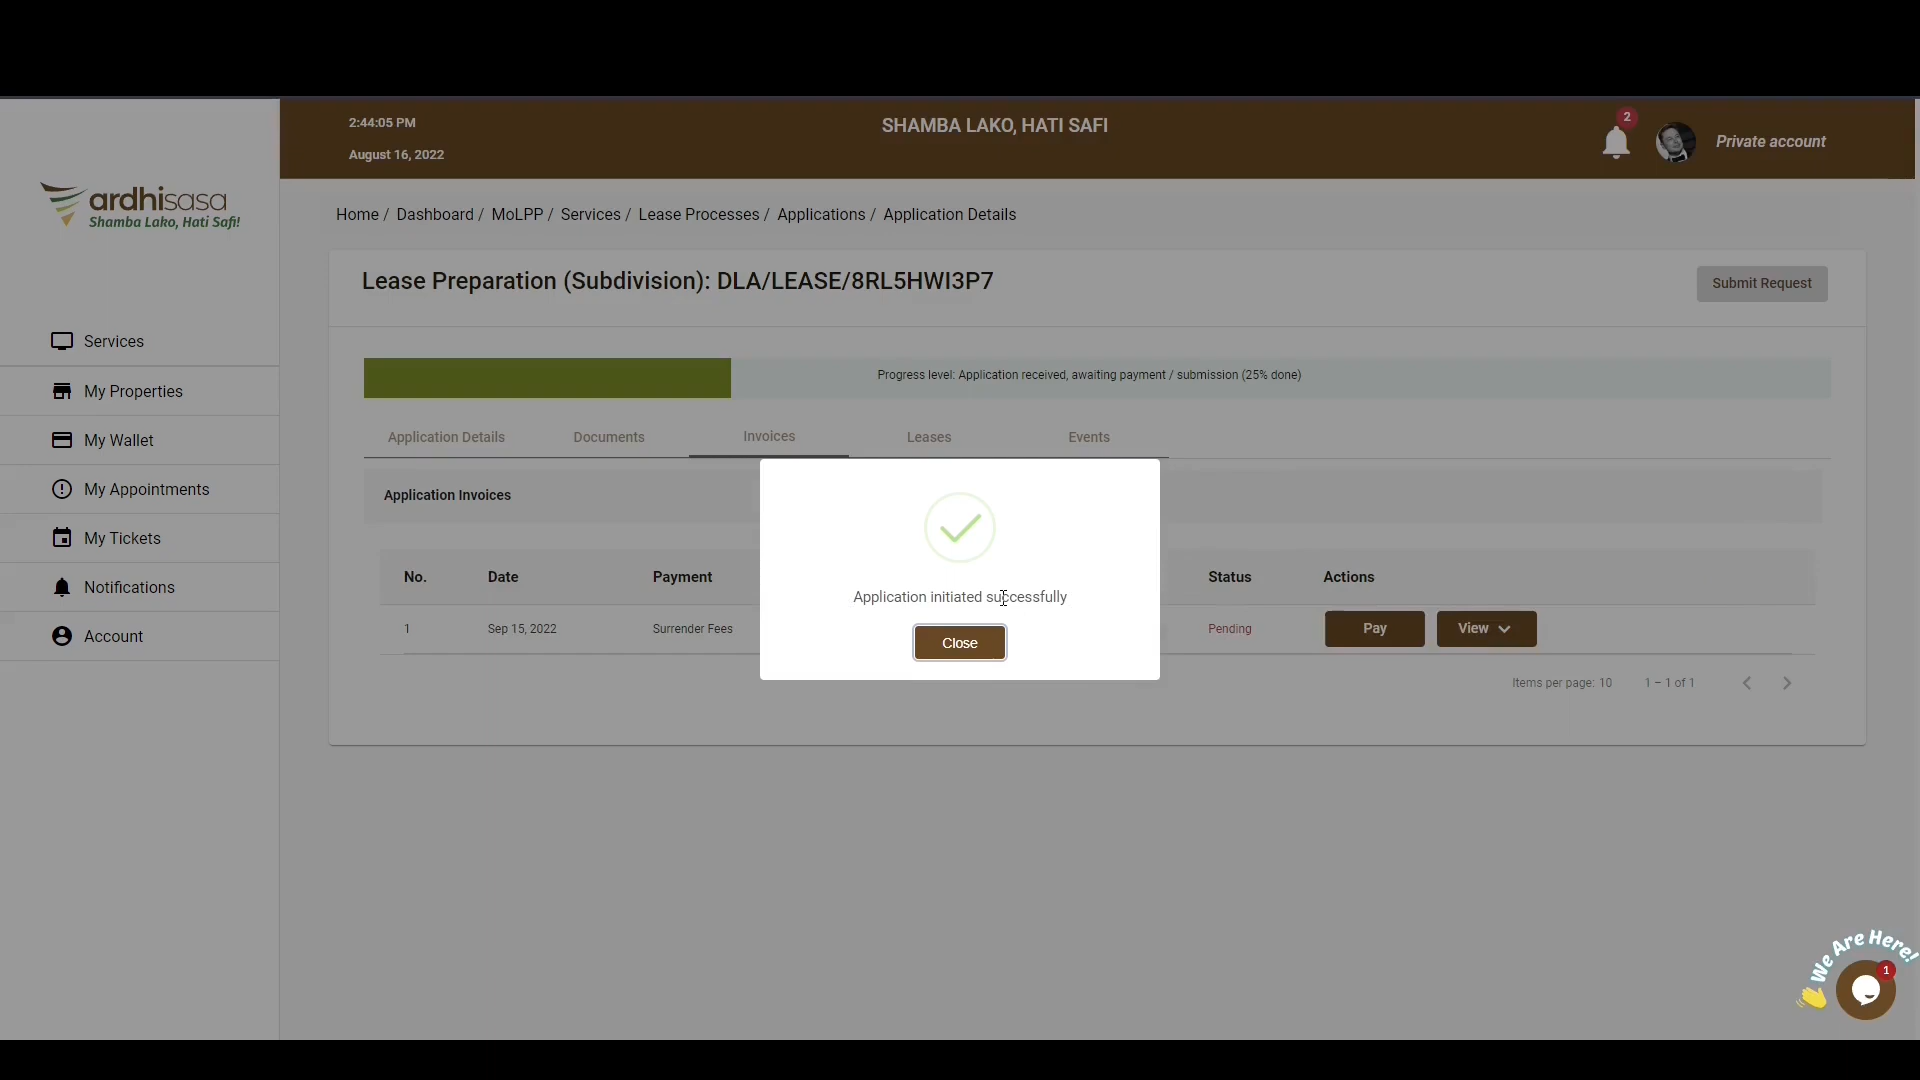 2:44:05 PM
August 16, 2022
SHAMBA LAKO, HATI SAFI
2
Private account
ardhisasa
Shamba Lako, Hati Safi!
Services
My Properties
My Wallet
My Appointments
My Tickets
Notifications
Account
Home / Dashboard / MoLPP / Services / Lease Processes / Applications / Application Details
Lease Preparation (Subdivision): DLA/LEASE/8RL5HWI3P7
Submit Request
Progress level: Application received, awaiting payment / submission (25% done)
Application Details Documents Invoices Leases Events
Application Invoices
No. Date Payment Status Actions
1 Sep 15, 2022 Surrender Fees Pending Pay View
Application initiated successfully
Close
Items per page: 10 1 – 1 of 1
We Are Here!
1